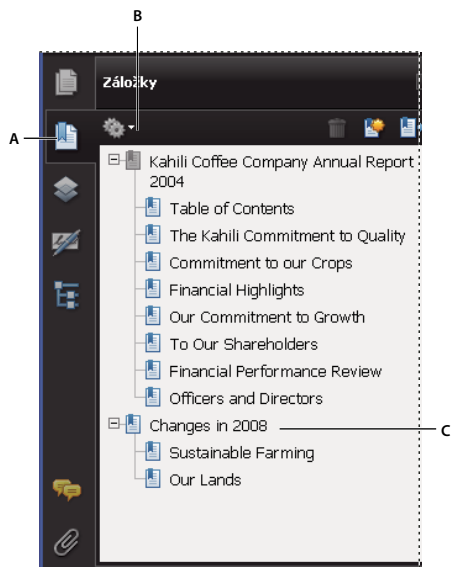 B
Záložky
A
Kahili Coffee Company Annual Report
2004
Table of Contents
The Kahili Commitment to Quality
Commitment to our Crops
Financial Highlights
Our Commitment to Growth
To Our Shareholders
Financial Performance Review
Officers and Directors
Changes in 2008
C
Sustainable Farming
Our Lands